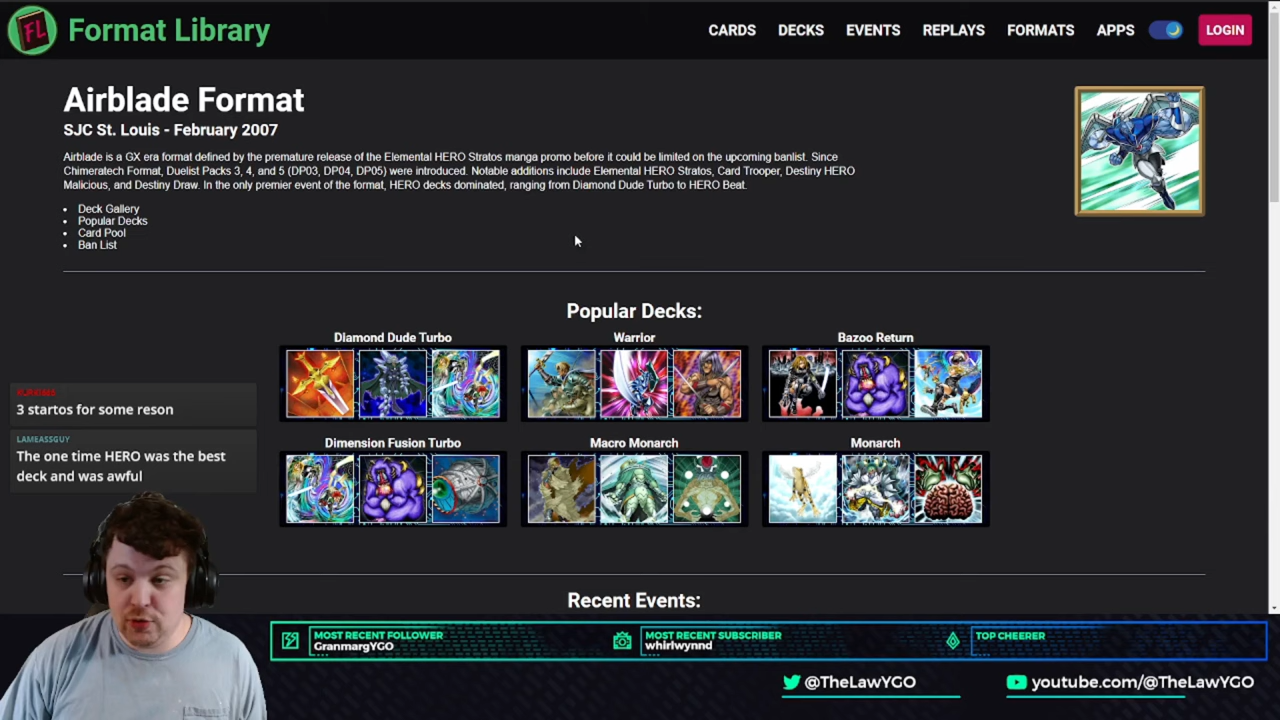 FL
Format Library
CARDS
DECKS
EVENTS
REPLAYS
FORMATS
APPS
LOGIN
Airblade Format
SJC St. Louis - February 2007
Airblade is a GX era format defined by the premature release of the Elemental HERO Stratos manga promo before it could be limited on the upcoming banlist. Since
Chimeratech Format, Duelist Packs 3, 4, and 5 (DP03, DP04, DP05) were introduced. Notable additions include Elemental HERO Stratos, Card Trooper, Destiny HERO
Malicious, and Destiny Draw. In the only premier event of the format, HERO decks dominated, ranging from Diamond Dude Turbo to HERO Beat.
Deck Gallery
Popular Decks
Card Pool
Ban List
Popular Decks:
Diamond Dude Turbo
Warrior
Bazoo Return
Dimension Fusion Turbo
Macro Monarch
Monarch
3 startos for some reson
LAMEASSGUY
The one time HERO was the best
deck and was awful
Recent Events:
MOST RECENT FOLLOWER
GranmargYGO
MOST RECENT SUBSCRIBER
whirlwynnd
TOP CHEERER
@TheLawYGO
youtube.com/@TheLawYGO